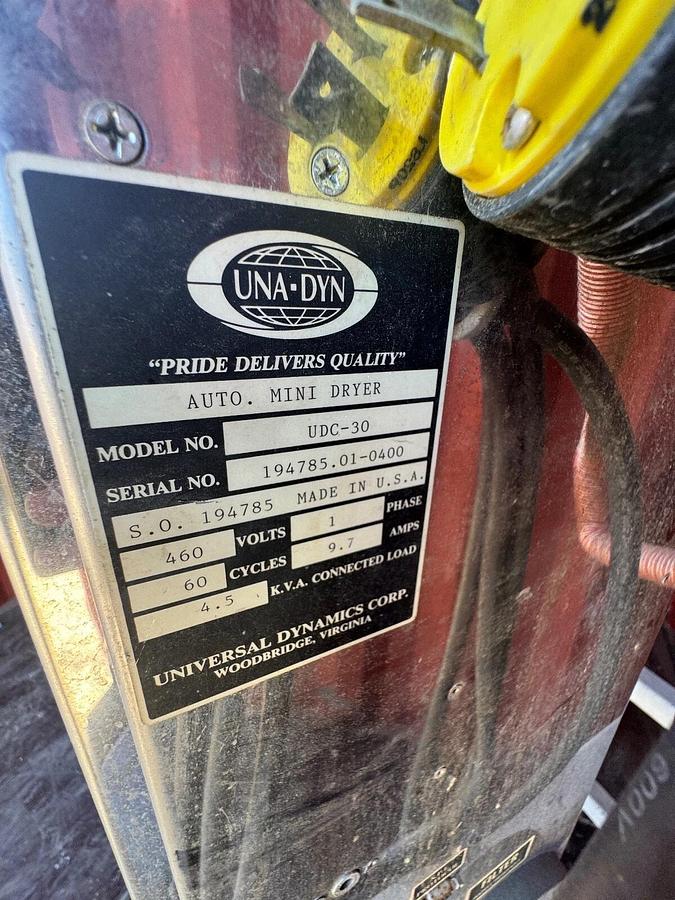 UNA·DYN
"PRIDE DELIVERS QUALITY"
AUTO. MINI DRYER
MODEL NO. UDC-30
SERIAL NO. 194785.01-0400
S.O. 194785 MADE IN U.S.A.
460 VOLTS 1 PHASE
60 CYCLES 9.7 AMPS
4.5 K.V.A. CONNECTED LOAD
UNIVERSAL DYNAMICS CORP.
WOODBRIDGE, VIRGINIA
FILTER